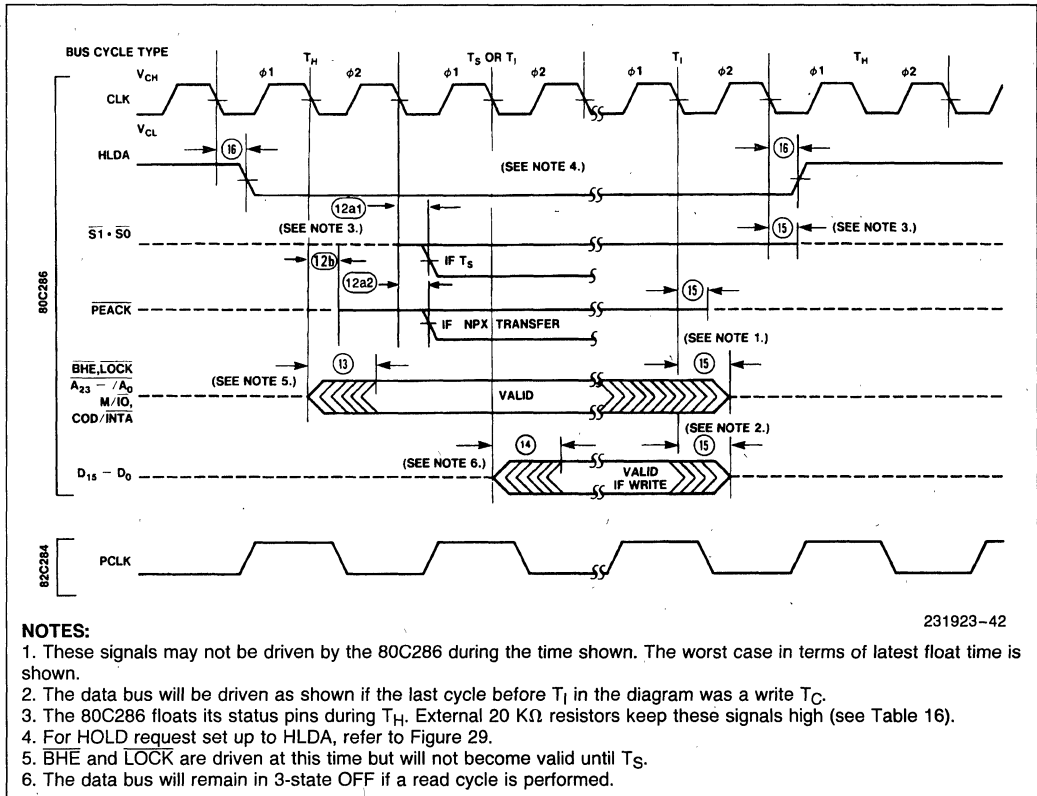 BUS CYCLE TYPE
T_H T_S OR T_I T_I T_H
φ1 φ2 φ1 φ2 φ1 φ2 φ1 φ2
V_CH
CLK
V_CL
HLDA
16 (SEE NOTE 4.) 16
12a1
(SEE NOTE 3.) 15 (SEE NOTE 3.)
S̅1̅ • S̅0̅
12b IF T_S
12a2 15
P̅E̅A̅C̅K̅
IF NPX TRANSFER
(SEE NOTE 1.)
80C286
B̅H̅E̅,L̅O̅C̅K̅ (SEE NOTE 5.) 13 15
A_23 – /A_0
M/I̅O̅,
VALID
COD/I̅N̅T̅A̅
(SEE NOTE 2.)
(SEE NOTE 6.) 14 15
D_15 – D_0
VALID
IF WRITE
82C284
PCLK
231923–42
NOTES:
1. These signals may not be driven by the 80C286 during the time shown. The worst case in terms of latest float time is
shown.
2. The data bus will be driven as shown if the last cycle before T_I in the diagram was a write T_C.
3. The 80C286 floats its status pins during T_H. External 20 KΩ resistors keep these signals high (see Table 16).
4. For HOLD request set up to HLDA, refer to Figure 29.
5. B̅H̅E̅ and L̅O̅C̅K̅ are driven at this time but will not become valid until T_S.
6. The data bus will remain in 3-state OFF if a read cycle is performed.